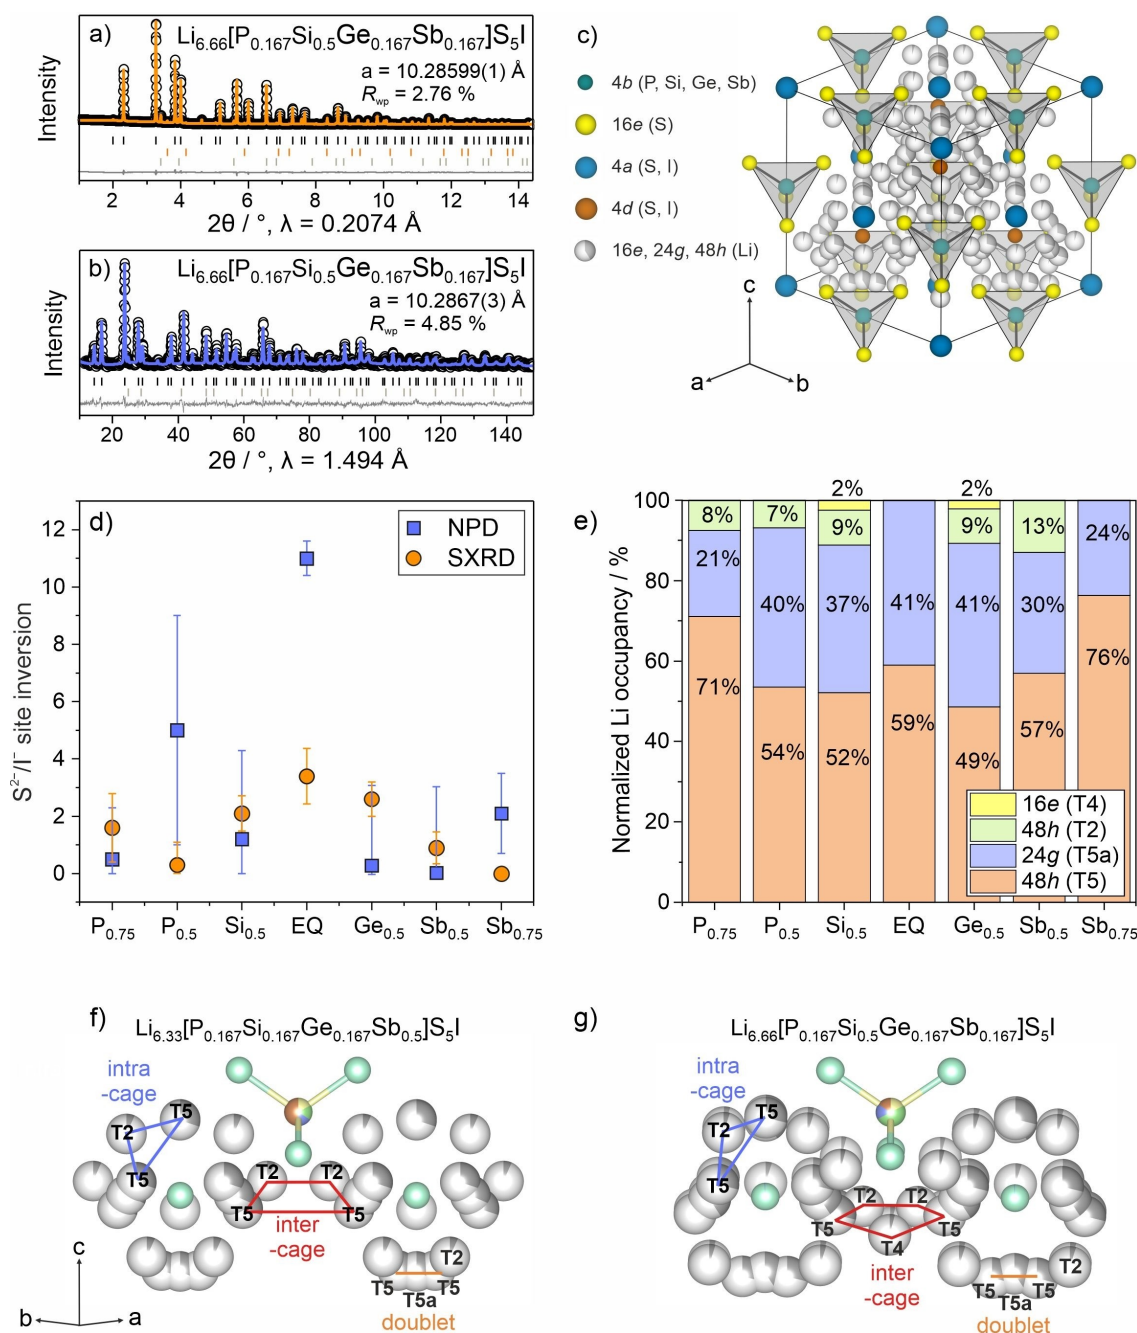 a) Li6.66[P0.167Si0.5Ge0.167Sb0.167]S5I
a = 10.28599(1) Å
Rwp = 2.76 %
Intensity
2 4 6 8 10 12 14
2θ / °, λ = 0.2074 Å
b) Li6.66[P0.167Si0.5Ge0.167Sb0.167]S5I
a = 10.2867(3) Å
Rwp = 4.85 %
Intensity
20 40 60 80 100 120 140
2θ / °, λ = 1.494 Å
c)
4b (P, Si, Ge, Sb)
16e (S)
4a (S, I)
4d (S, I)
16e, 24g, 48h (Li)
c
a
b
d)
NPD
SXRD
S2−/I− site inversion
12
10
8
6
4
2
0
P0.75 P0.5 Si0.5 EQ Ge0.5 Sb0.5 Sb0.75
e)
Normalized Li occupancy / %
100
80
60
40
20
0
2% 2%
8% 7% 9% 9% 13%
21% 40% 37% 41% 41% 30% 24%
71% 54% 52% 59% 49% 57% 76%
16e (T4)
48h (T2)
24g (T5a)
48h (T5)
P0.75 P0.5 Si0.5 EQ Ge0.5 Sb0.5 Sb0.75
f)
Li6.33[P0.167Si0.167Ge0.167Sb0.5]S5I
intra
-cage
T5
T2
T5
T2 T2
T5 T5
inter
-cage
T2
T5 T5
T5a
doublet
c
b
a
g)
Li6.66[P0.167Si0.5Ge0.167Sb0.167]S5I
intra
-cage
T5
T2
T5
T2 T2
T5 T5
T4
inter
-cage
T2
T5 T5
T5a
doublet